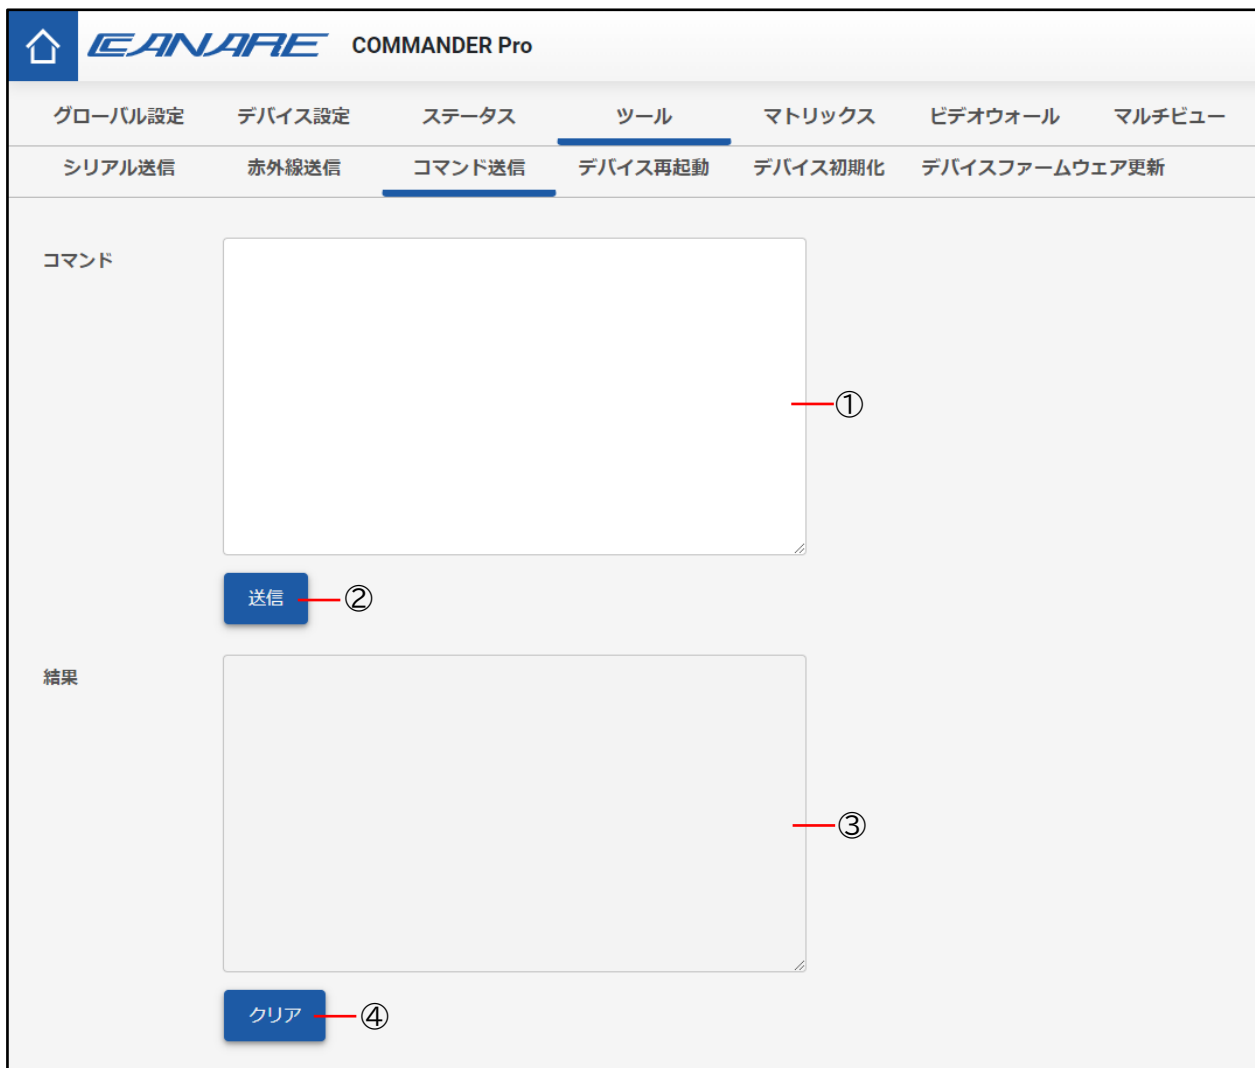 CANARE COMMANDER Pro
グローバル設定 デバイス設定 ステータス ツール マトリックス ビデオウォール マルチビュー
シリアル送信 赤外線送信 コマンド送信 デバイス再起動 デバイス初期化 デバイスファームウェア更新
コマンド
①
送信 ②
結果
③
クリア ④